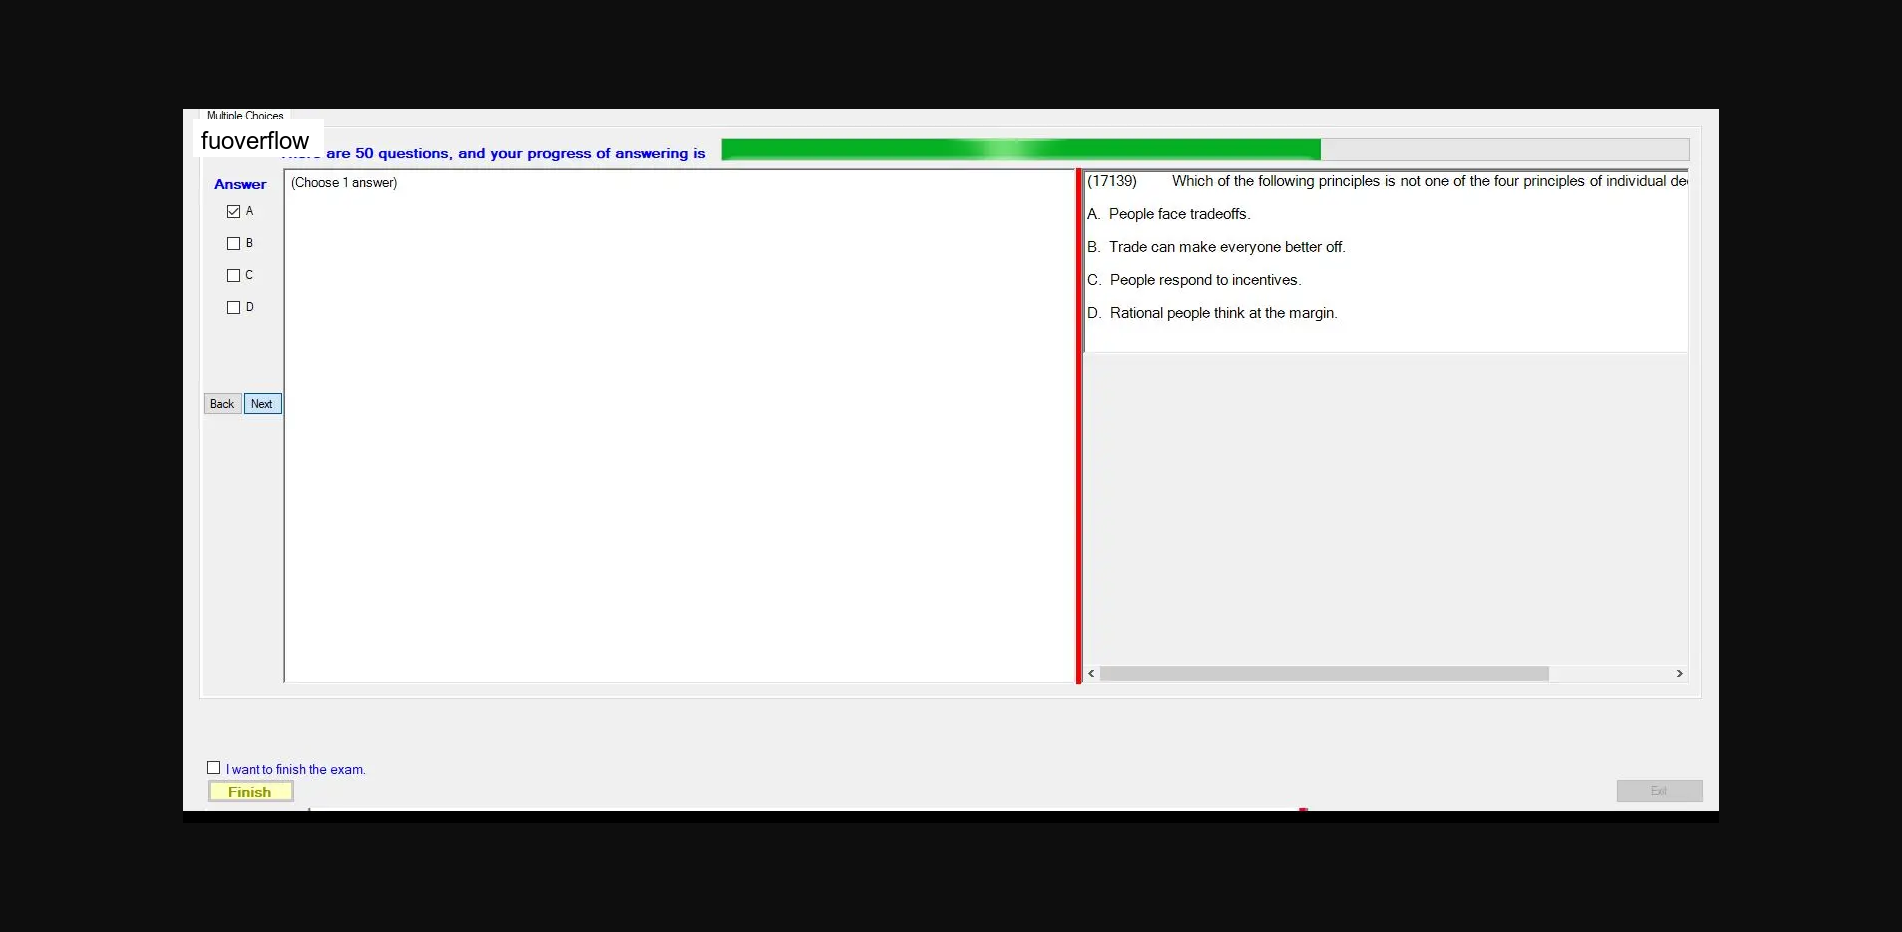 Multiple Choices
fuoverflow
are 50 questions, and your progress of answering is
Answer
A
B
C
D
Back Next
(Choose 1 answer)
(17139) Which of the following principles is not one of the four principles of individual
A. People face tradeoffs.
B. Trade can make everyone better off.
C. People respond to incentives.
D. Rational people think at the margin.
I want to finish the exam.
Finish
Exit